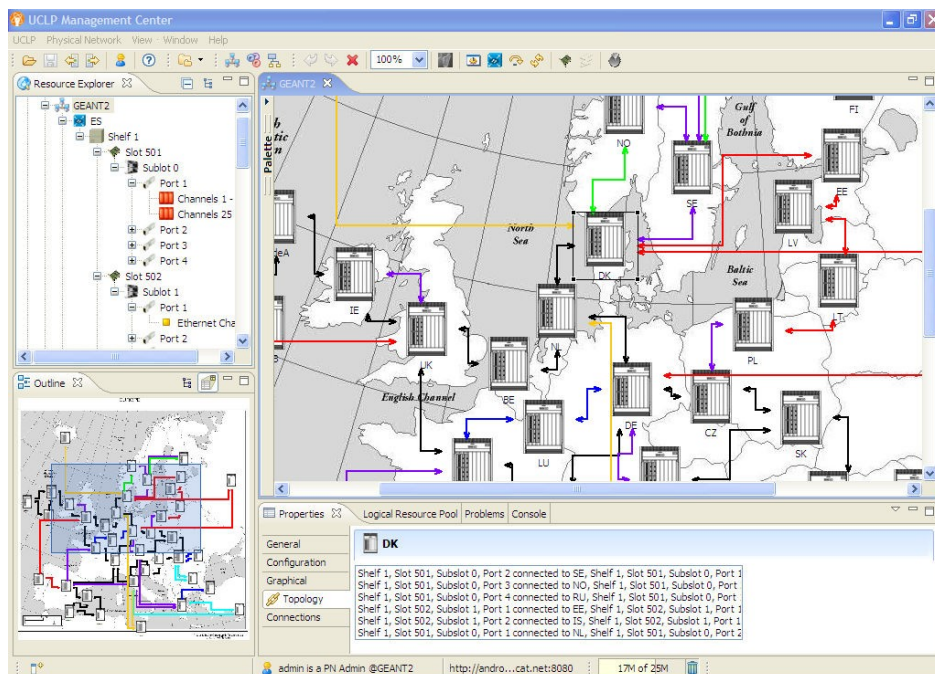 UCLP Management Center
UCLP Physical Network View Window Help
100%
Resource Explorer
GEANT2
ES
Shelf 1
Slot 501
Sublot 0
Port 1
Channels 1 -
Channels 25
Port 2
Port 3
Port 4
Slot 502
Sublot 1
Port 1
Ethernet Cha
Port 2
Outline
GEANT2
Palette
NO
Gulf
of
Bothnia
FI
SE
EE
LV
North
Sea
DK
Baltic
Sea
IE
LT
UK
NL
PL
BE
English Channel
DE
CZ
LU
SK
Properties
Logical Resource Pool
Problems
Console
General
Configuration
Graphical
Topology
Connections
DK
Shelf 1, Slot 501, Subslot 0, Port 2 connected to SE, Shelf 1, Slot 501, Subslot 0, Port 1
Shelf 1, Slot 501, Subslot 0, Port 3 connected to NO, Shelf 1, Slot 501, Subslot 0, Port
Shelf 1, Slot 501, Subslot 0, Port 4 connected to RU, Shelf 1, Slot 501, Subslot 0, Port
Shelf 1, Slot 502, Subslot 1, Port 1 connected to EE, Shelf 1, Slot 502, Subslot 1, Port 1
Shelf 1, Slot 502, Subslot 1, Port 2 connected to IS, Shelf 1, Slot 502, Subslot 1, Port 1
Shelf 1, Slot 501, Subslot 0, Port 1 connected to NL, Shelf 1, Slot 501, Subslot 0, Port 2
admin is a PN Admin @GEANT2
http://andro...cat.net:8080
17M of 25M